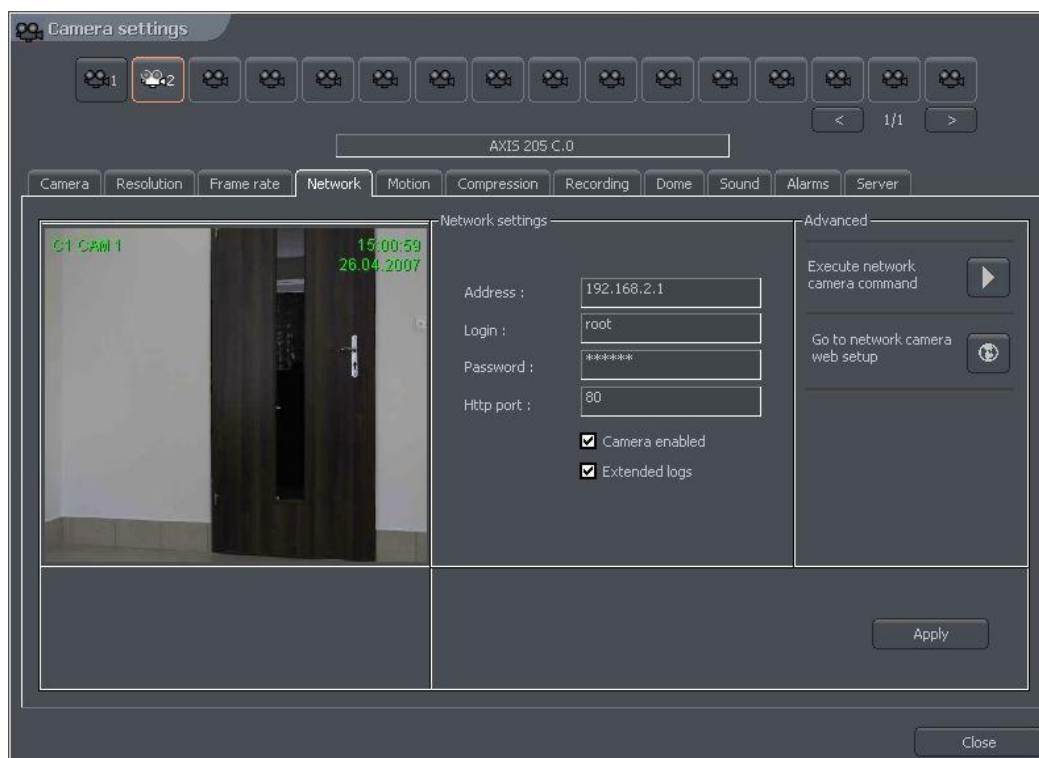 Camera settings
1 2
< 1/1 >
AXIS 205 C.0
Camera Resolution Frame rate Network Motion Compression Recording Dome Sound Alarms Server
C1 CAM 1 15:00:59
26.04.2007
Network settings
Address : 192.168.2.1
Login : root
Password : ******
Http port : 80
Camera enabled
Extended logs
Advanced
Execute network
camera command
Go to network camera
web setup
Apply
Close